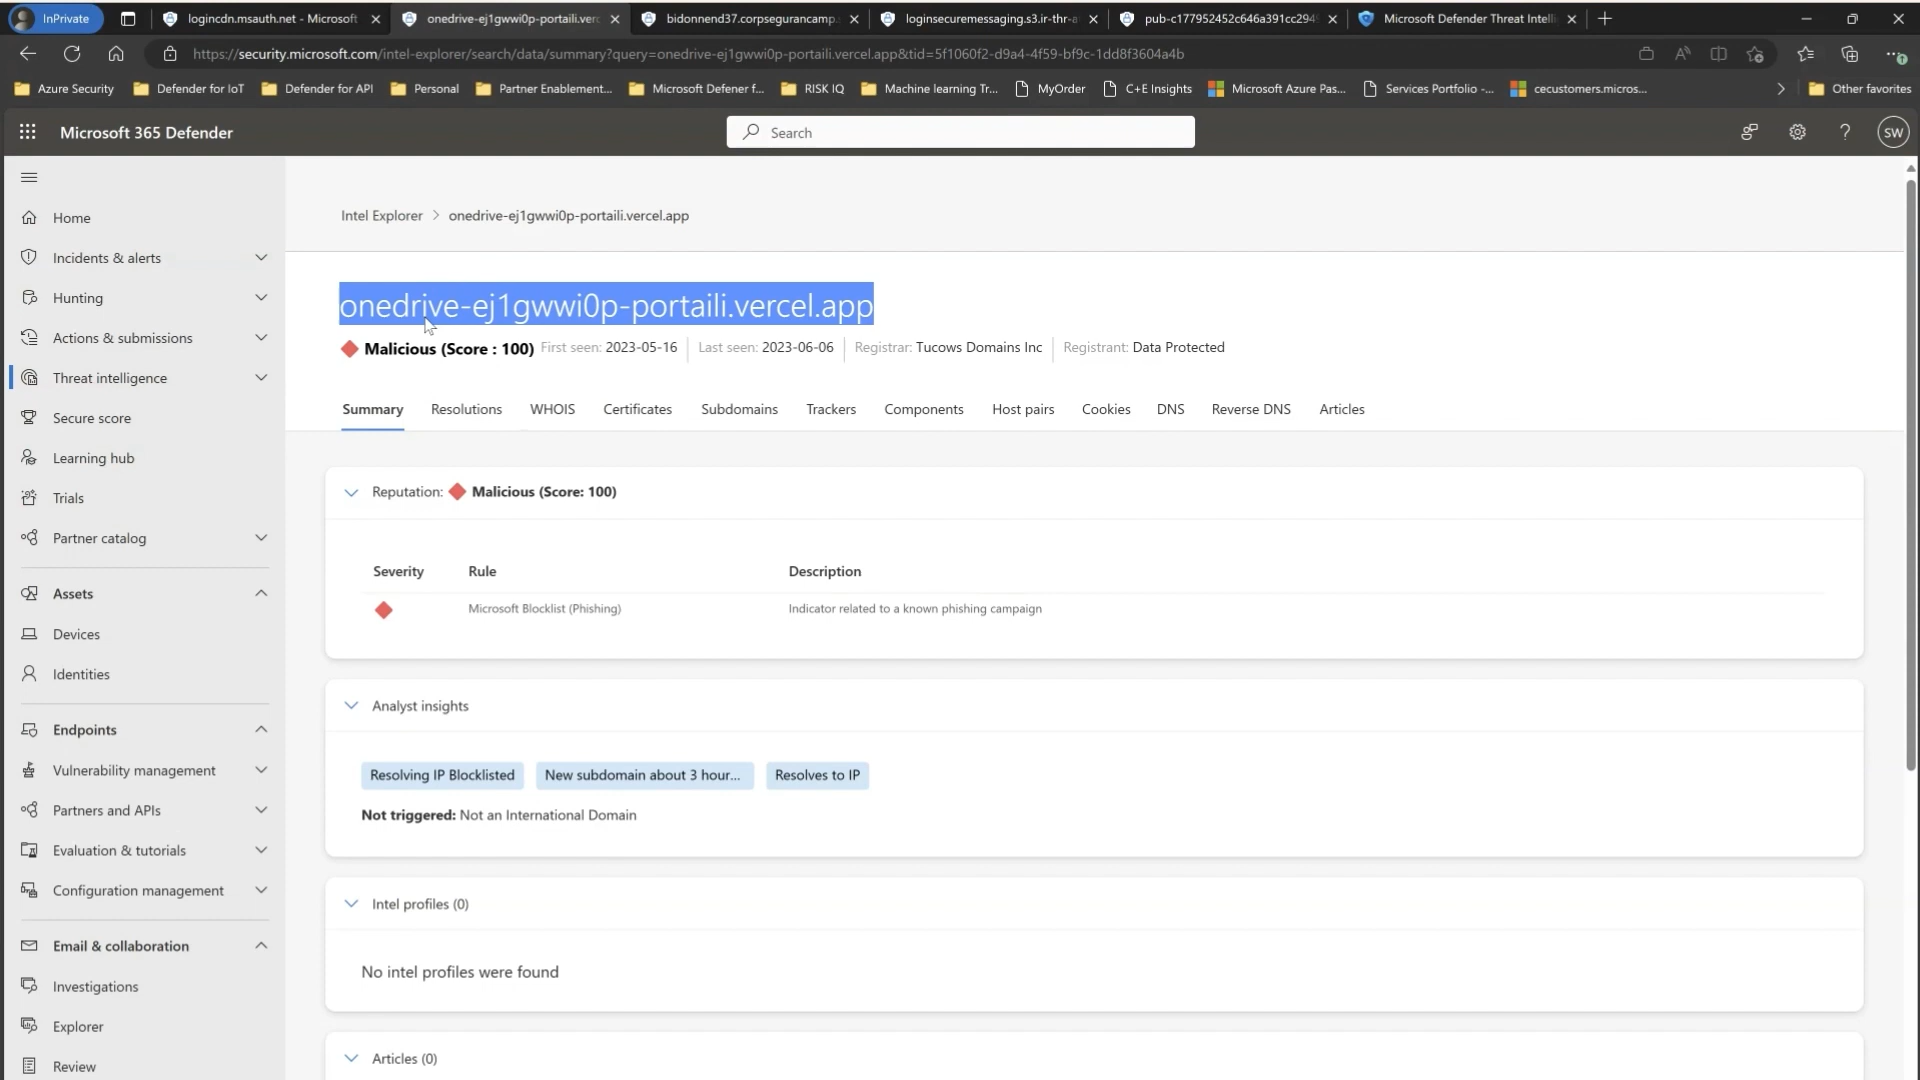 InPrivate
logincdn.msauth.net - Microsoft
onedrive-ej1gwwi0p-portaili.verc
bidonnend37.corpsegurancamp.s
loginsecuremessaging.s3.ir-thr-a
pub-c177952452c646a391cc2949
Microsoft Defender Threat Intelli
https://security.microsoft.com/intel-explorer/search/data/summary?query=onedrive-ej1gwwi0p-portaili.vercel.app&tid=5f1060f2-d9a4-4f59-bf9c-1dd8f3604a4b
Azure Security
Defender for IoT
Defender for API
Personal
Partner Enablement...
Microsoft Defener f...
RISK IQ
Machine learning Tr...
MyOrder
C+E Insights
Microsoft Azure Pas...
Services Portfolio -...
cecustomers.micros...
Other favorites
Microsoft 365 Defender
Search
SW
Home
Incidents & alerts
Hunting
Actions & submissions
Threat intelligence
Secure score
Learning hub
Trials
Partner catalog
Assets
Devices
Identities
Endpoints
Vulnerability management
Partners and APIs
Evaluation & tutorials
Configuration management
Email & collaboration
Investigations
Explorer
Review
Intel Explorer > onedrive-ej1gwwi0p-portaili.vercel.app
onedrive-ej1gwwi0p-portaili.vercel.app
Malicious (Score : 100) First seen: 2023-05-16 Last seen: 2023-06-06 Registrar: Tucows Domains Inc Registrant: Data Protected
Summary Resolutions WHOIS Certificates Subdomains Trackers Components Host pairs Cookies DNS Reverse DNS Articles
Reputation: Malicious (Score: 100)
Severity Rule Description
Microsoft Blocklist (Phishing) Indicator related to a known phishing campaign
Analyst insights
Resolving IP Blocklisted New subdomain about 3 hour... Resolves to IP
Not triggered: Not an International Domain
Intel profiles (0)
No intel profiles were found
Articles (0)